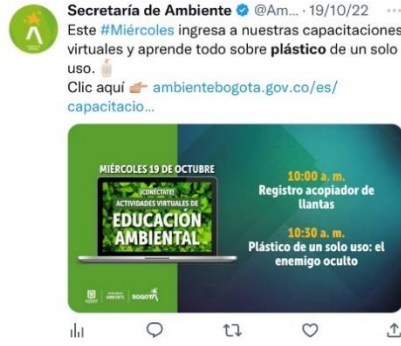 Secretaría de Ambiente @Am... · 19/10/22 ...
Este #Miércoles ingresa a nuestras capacitaciones
virtuales y aprende todo sobre plástico de un solo
uso.
Clic aquí ambientebogota.gov.co/es/
capacitacio...
MIÉRCOLES 19 DE OCTUBRE
¡CONÉCTATE!
ACTIVIDADES VIRTUALES DE
EDUCACIÓN
AMBIENTAL
10:00 a. m.
Registro acopiador de
llantas
10:30 a. m.
Plástico de un solo uso: el
enemigo oculto
BOGOTÁ